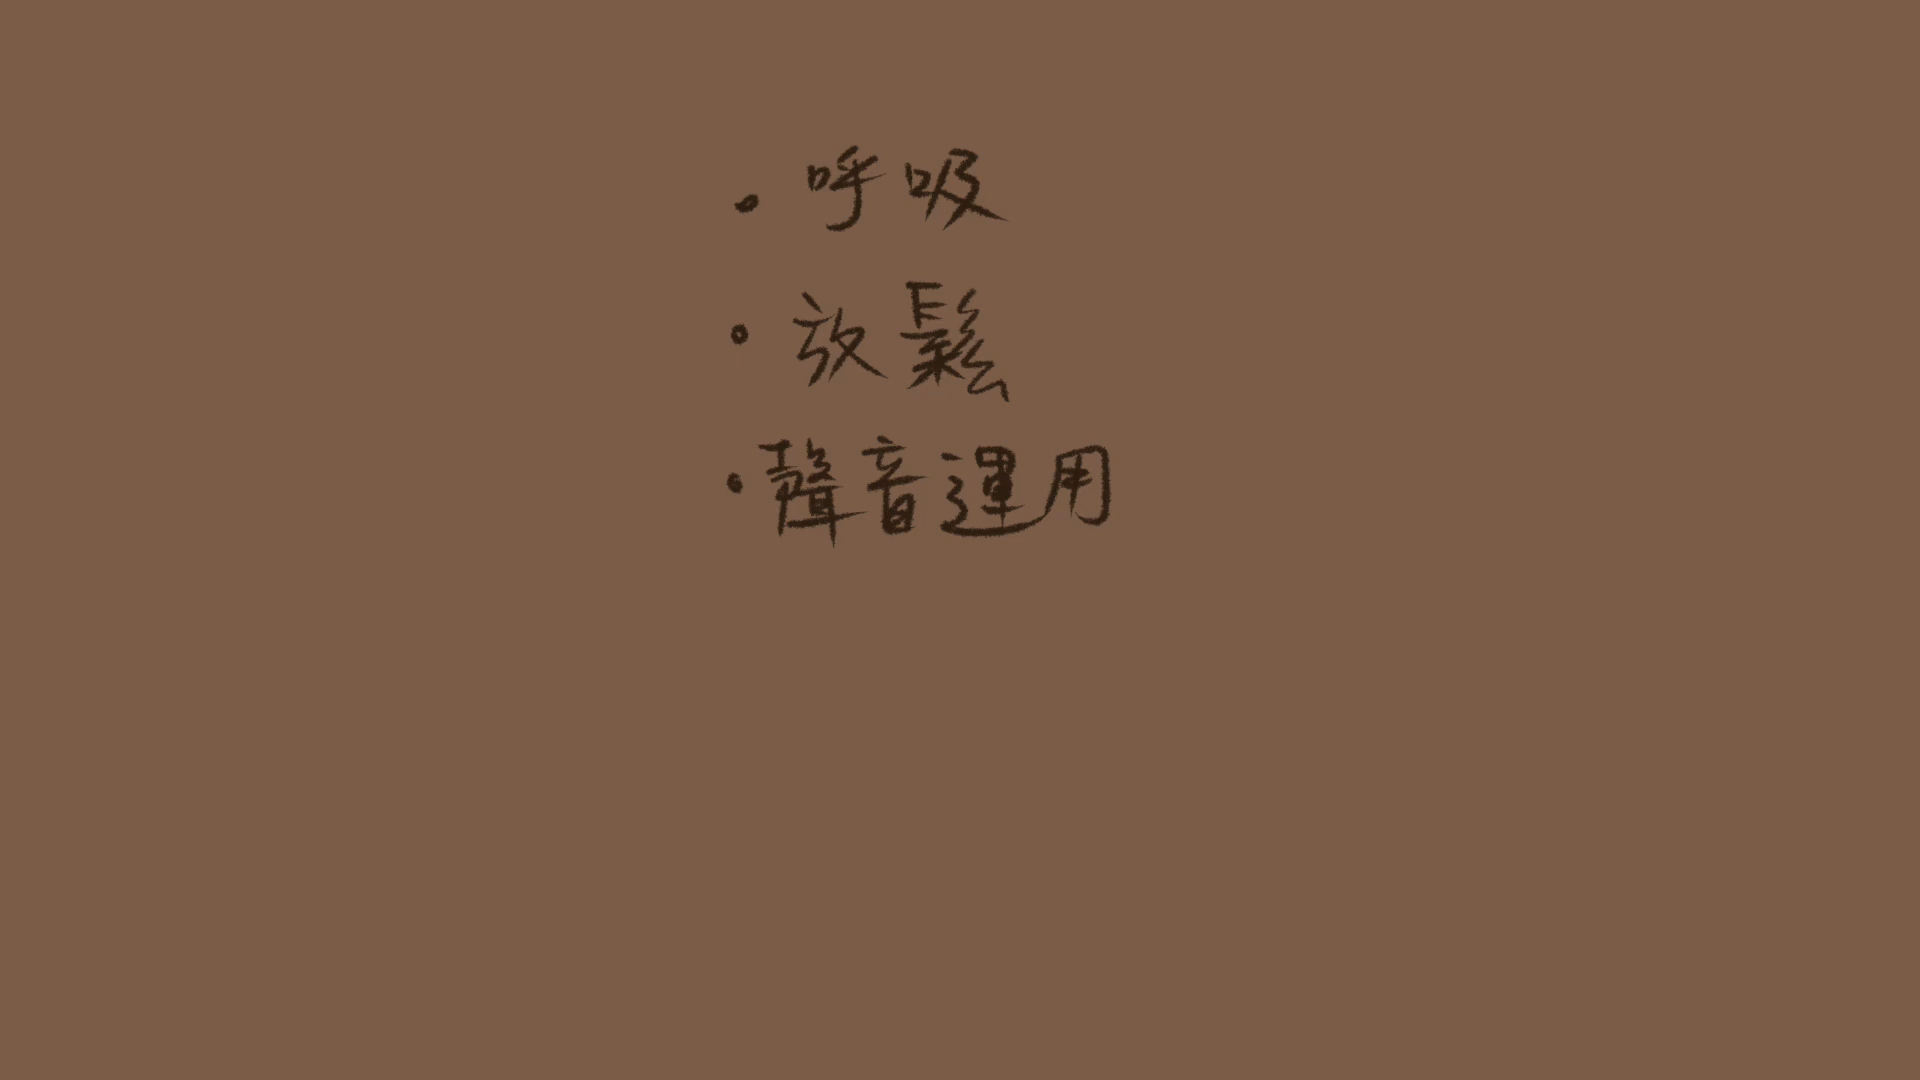 • 呼吸
• 放鬆
• 聲音運用